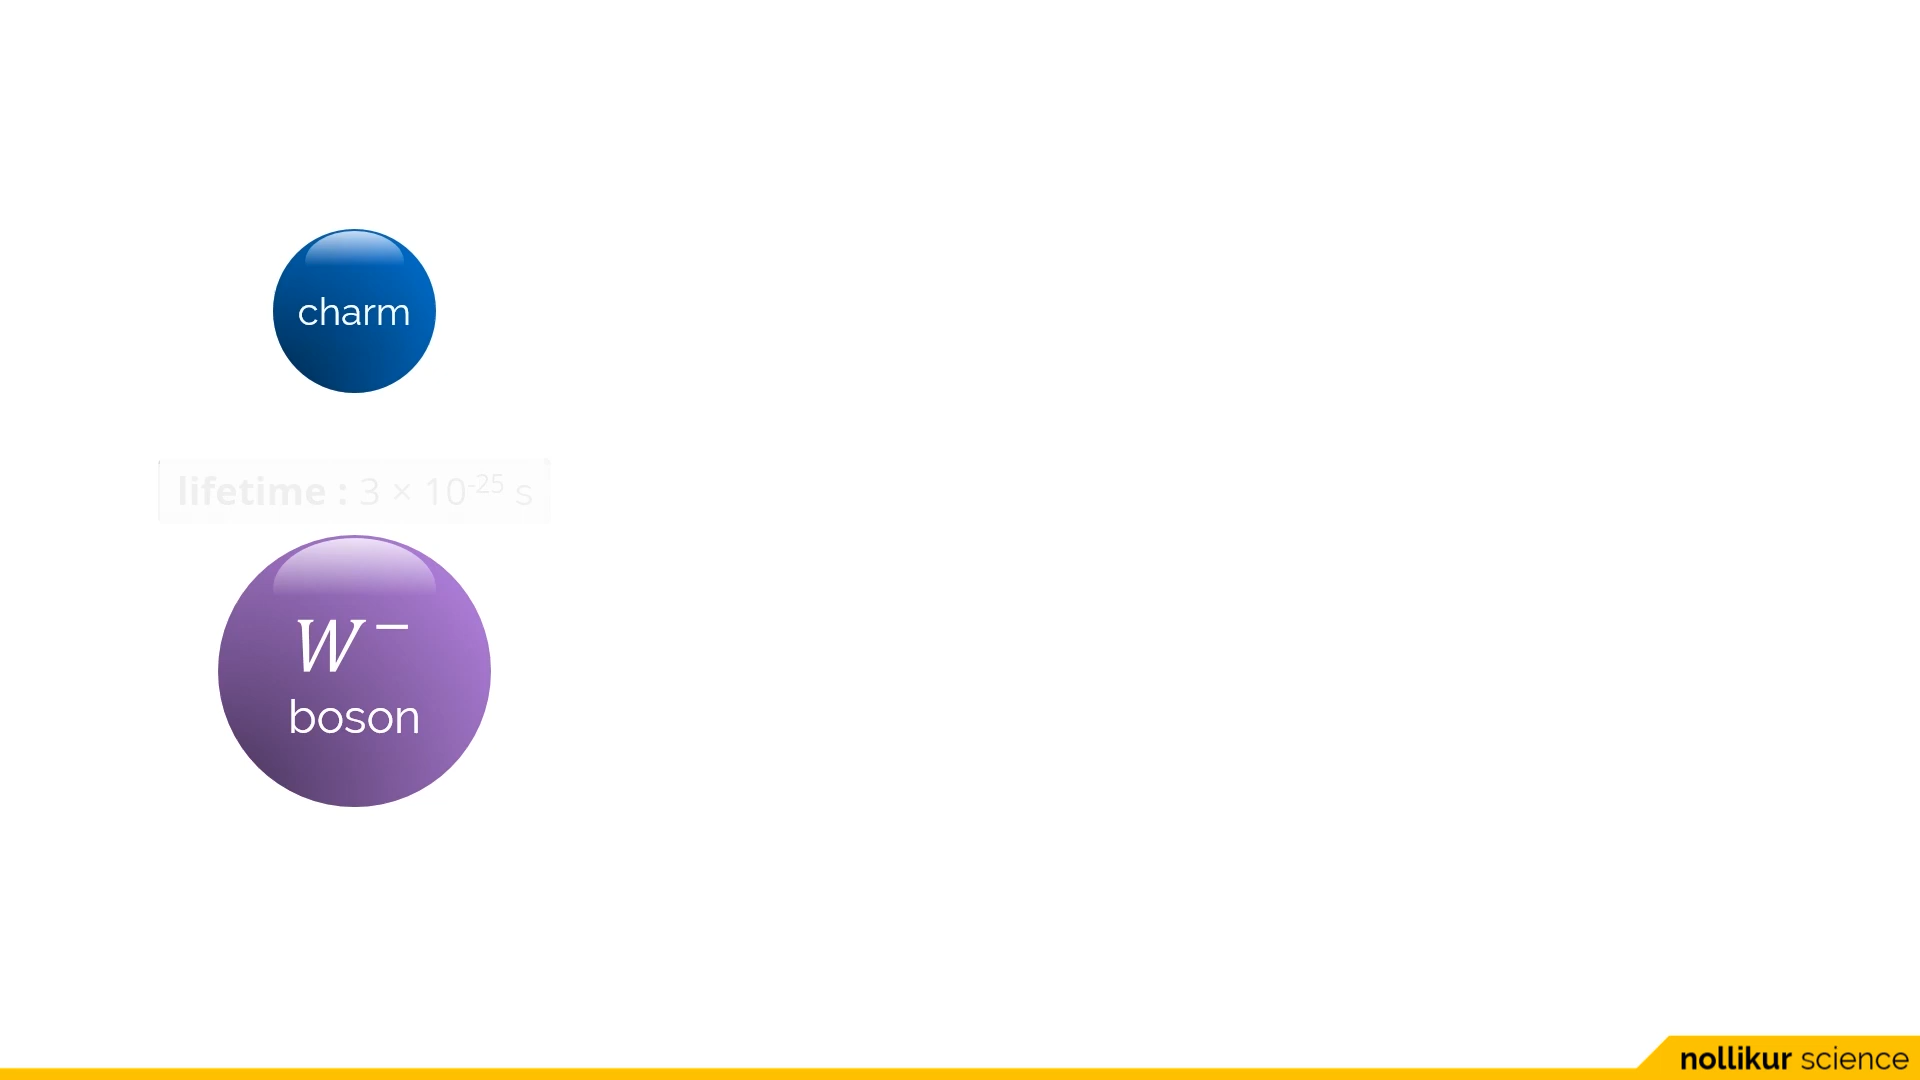 charm
lifetime : 3 × 10⁻²⁵ s
W⁻
boson
nollikur science